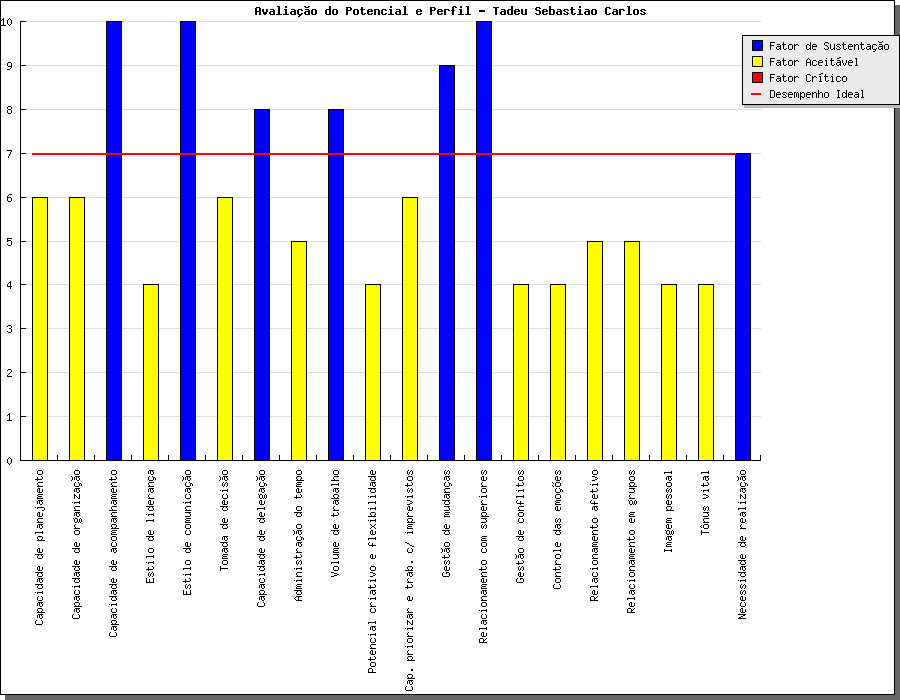 Avaliação do Potencial e Perfil - Tadeu Sebastiao Carlos
Fator de Sustentação
Fator Aceitável
Fator Crítico
Desempenho Ideal
10
9
8
7
6
5
4
3
2
1
0
Capacidade de planejamento
Capacidade de organização
Capacidade de acompanhamento
Estilo de liderança
Estilo de comunicação
Tomada de decisão
Capacidade de delegação
Administração do tempo
Volume de trabalho
Potencial criativo e flexibilidade
Cap. priorizar e trab. c/ imprevistos
Gestão de mudanças
Relacionamento com superiores
Gestão de conflitos
Controle das emoções
Relacionamento afetivo
Relacionamento em grupos
Imagem pessoal
Tônus vital
Necessidade de realização